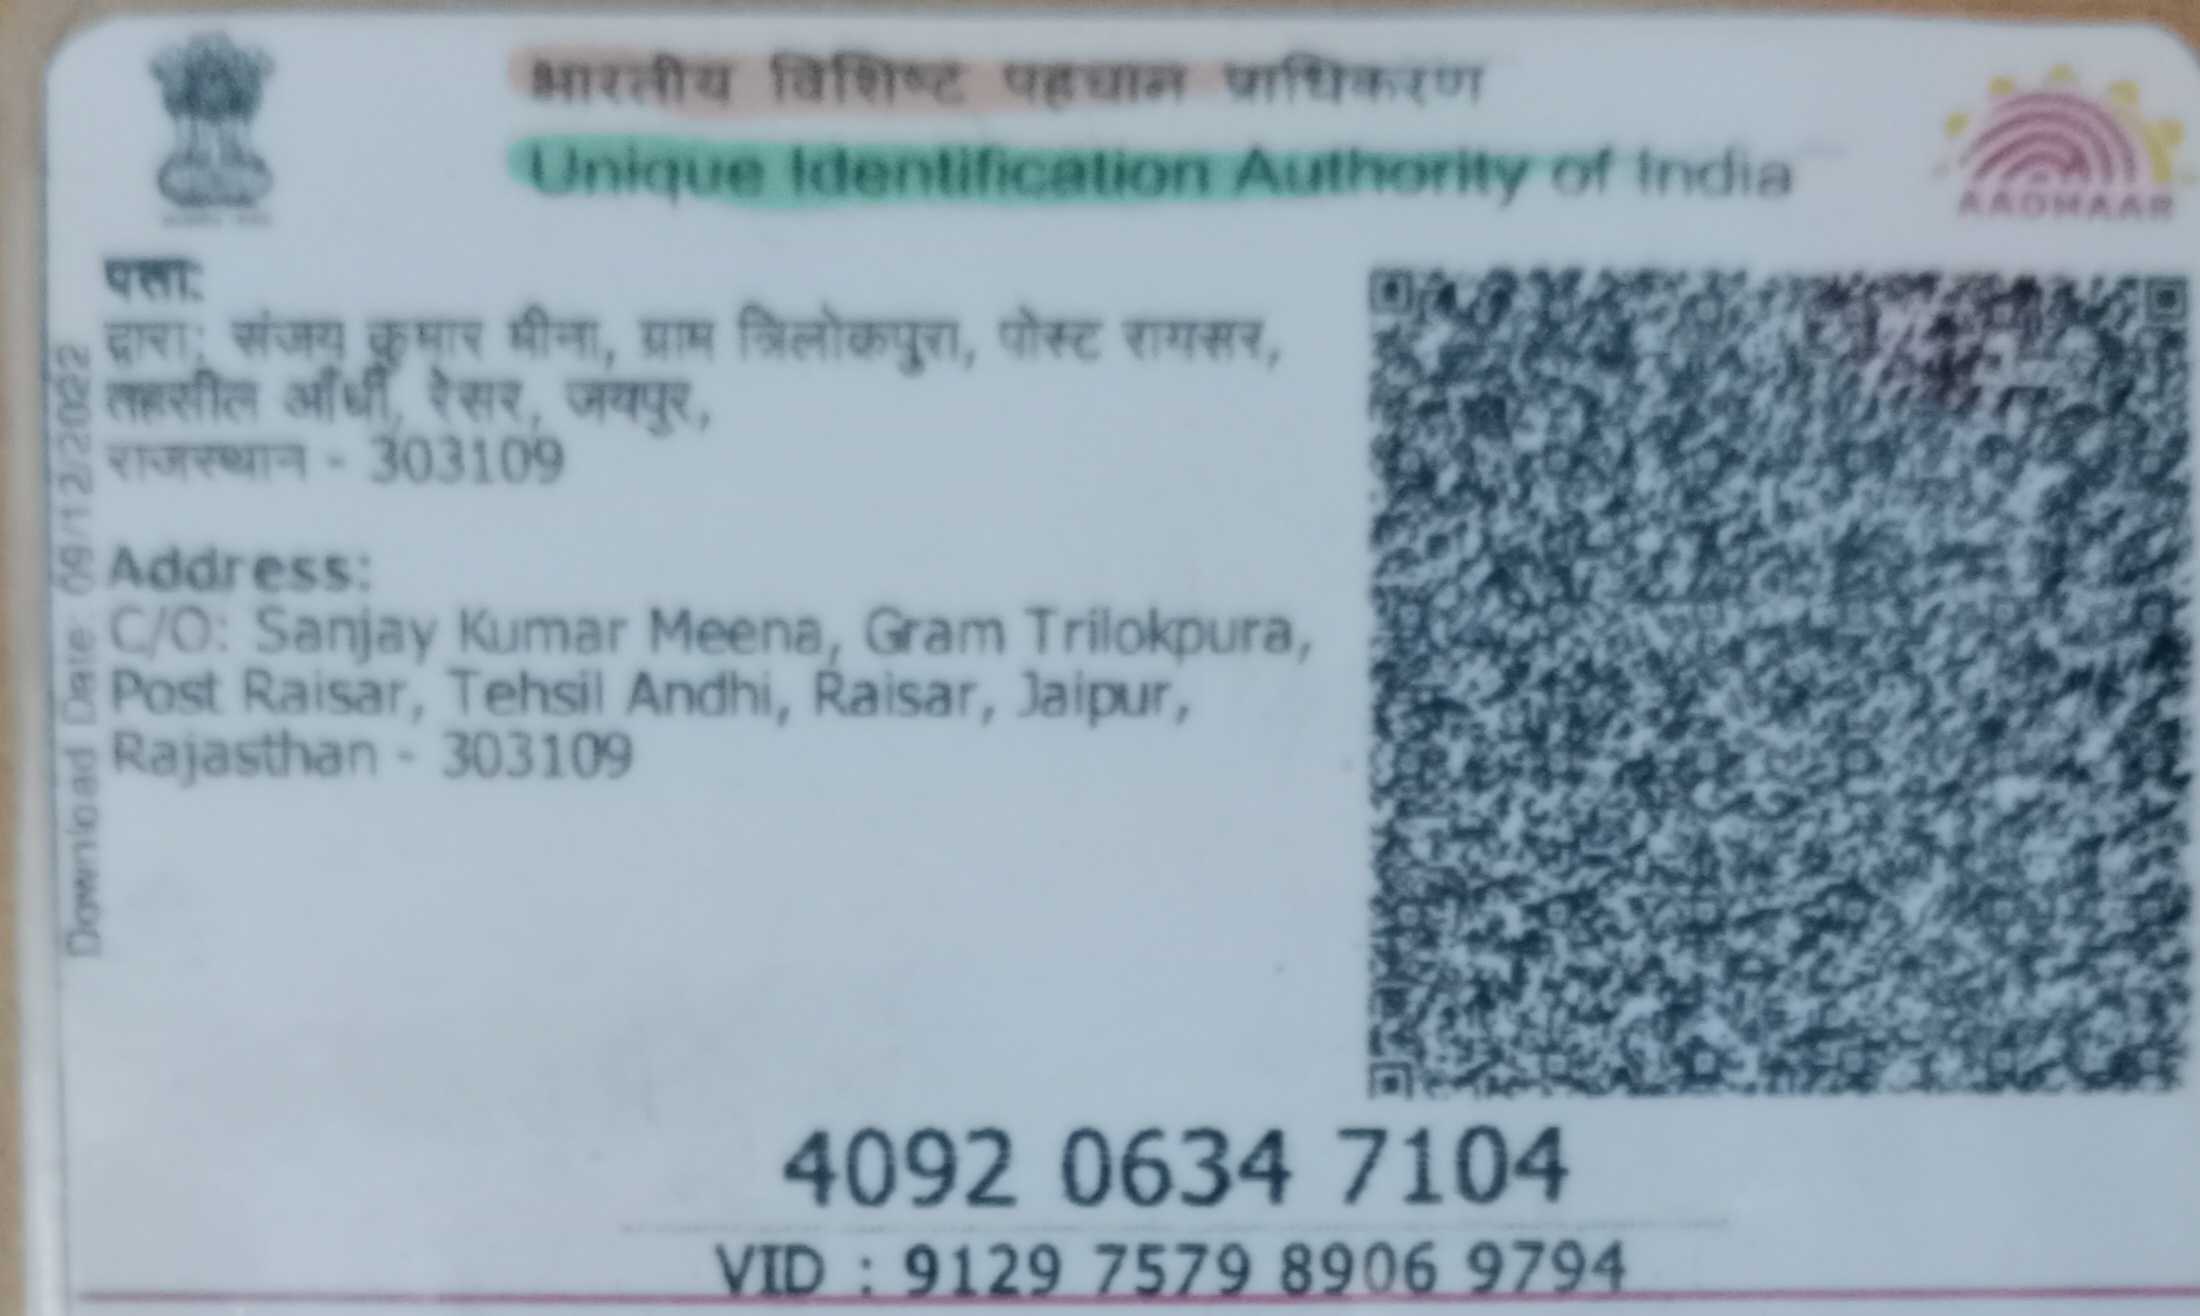 भारतीय विशिष्ट पहचान प्राधिकरण
Unique Identification Authority of India
AADHAAR
पता:
द्वारा: संजय कुमार मीना, ग्राम त्रिलोकपुरा, पोस्ट रायसर,
तहसील आँधी, रैसर, जयपुर,
राजस्थान - 303109
Address:
C/O: Sanjay Kumar Meena, Gram Trilokpura,
Post Raisar, Tehsil Andhi, Raisar, Jaipur,
Rajasthan - 303109
Download Date: 09/12/2022
4092 0634 7104
VID : 9129 7579 8906 9794